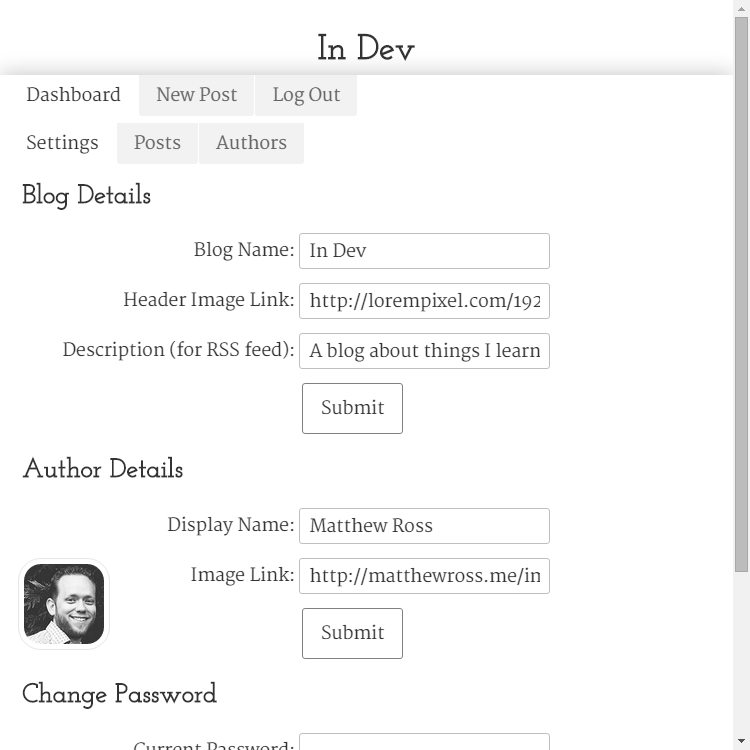 In Dev
Dashboard New Post Log Out
Settings Posts Authors
Blog Details
Blog Name: In Dev
Header Image Link: http://lorempixel.com/192
Description (for RSS feed): A blog about things I learn
Submit
Author Details
Display Name: Matthew Ross
Image Link: http://matthewross.me/in
Submit
Change Password
Current Password: